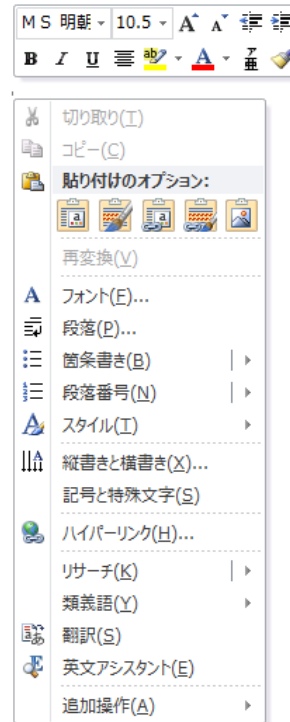 MS 明朝 10.5 A A
B I U ab A 亜
切り取り(T)
コピー(C)
貼り付けのオプション:
a a
再変換(V)
A フォント(F)...
段落(P)...
箇条書き(B)
段落番号(N)
A スタイル(T)
縦書きと横書き(X)...
記号と特殊文字(S)
ハイパーリンク(H)...
リサーチ(K)
類義語(Y)
翻訳(S)
英文アシスタント(E)
追加操作(A)